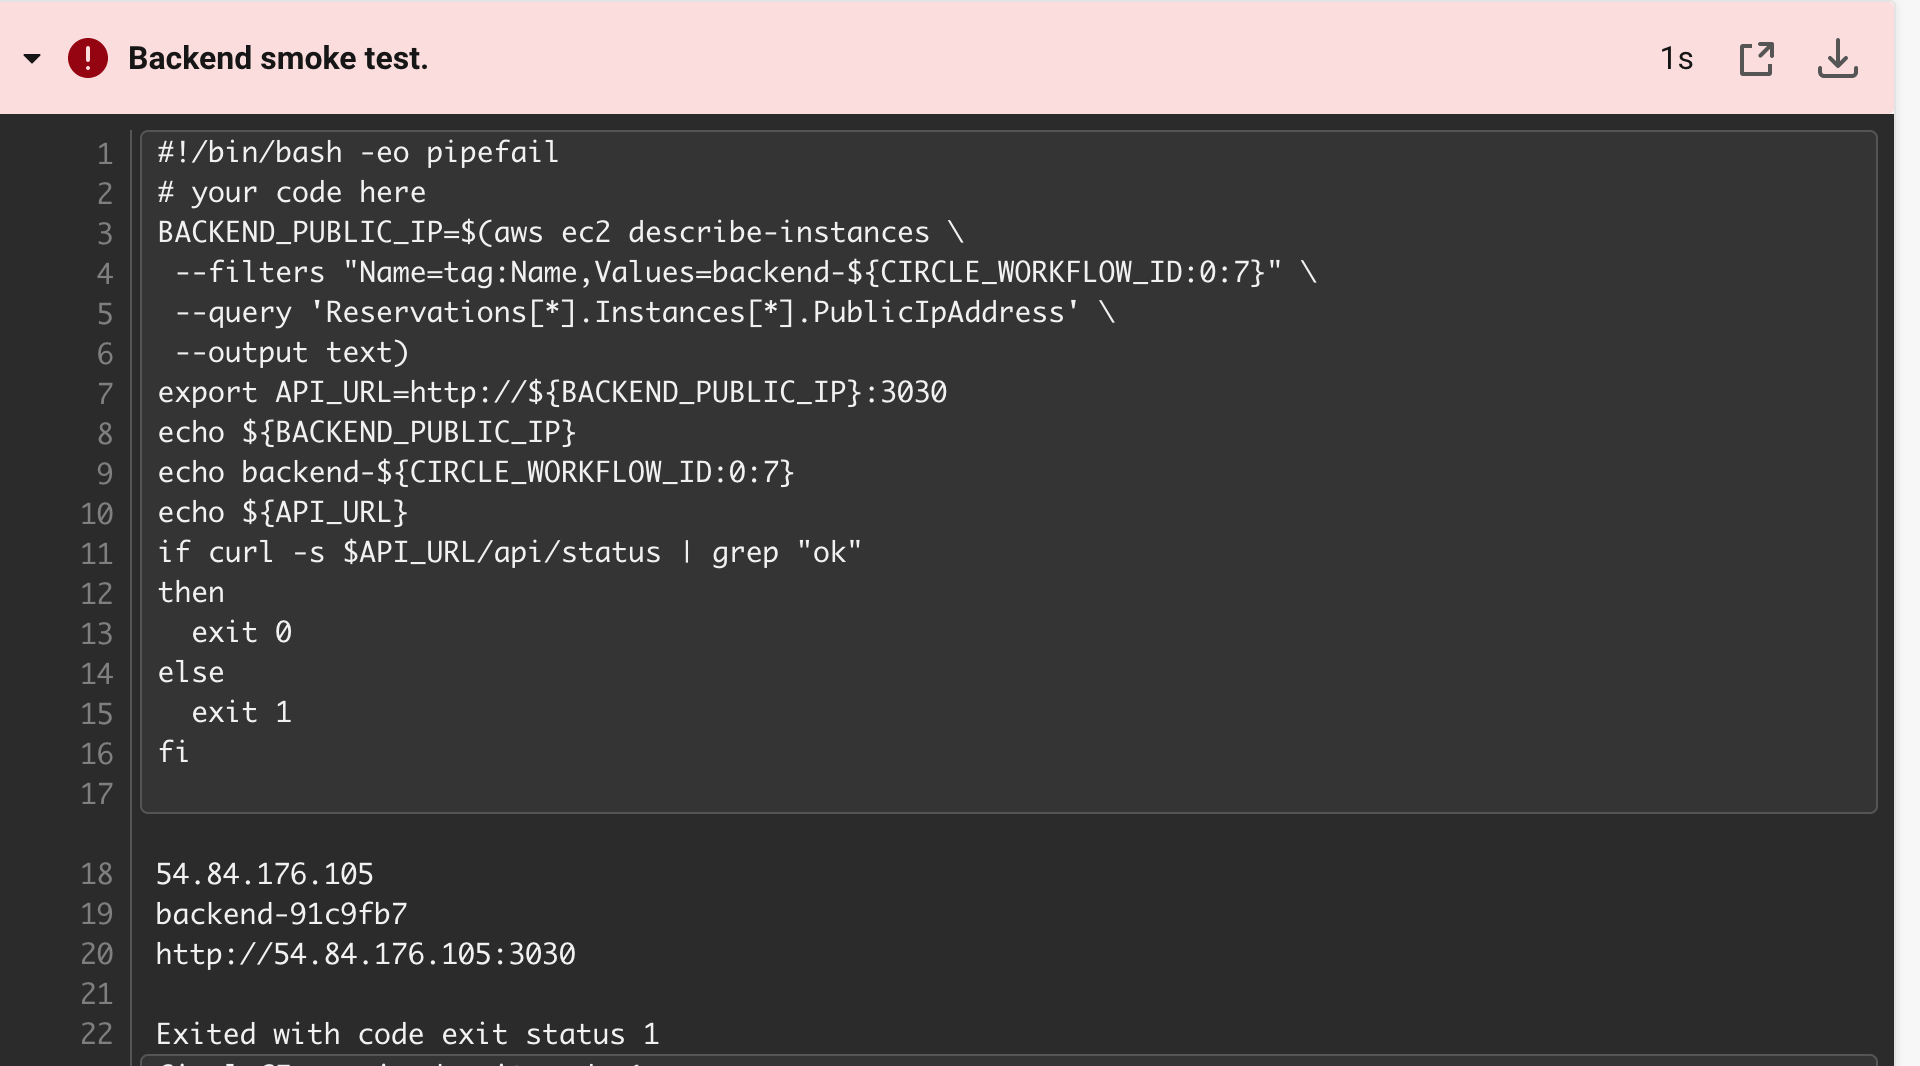 Backend smoke test.
1s
1 #!/bin/bash -eo pipefail
2 # your code here
3 BACKEND_PUBLIC_IP=$(aws ec2 describe-instances \
4  --filters "Name=tag:Name,Values=backend-${CIRCLE_WORKFLOW_ID:0:7}" \
5  --query 'Reservations[*].Instances[*].PublicIpAddress' \
6  --output text)
7 export API_URL=http://${BACKEND_PUBLIC_IP}:3030
8 echo ${BACKEND_PUBLIC_IP}
9 echo backend-${CIRCLE_WORKFLOW_ID:0:7}
10 echo ${API_URL}
11 if curl -s $API_URL/api/status | grep "ok"
12 then
13   exit 0
14 else
15   exit 1
16 fi
17
18 54.84.176.105
19 backend-91c9fb7
20 http://54.84.176.105:3030
21
22 Exited with code exit status 1